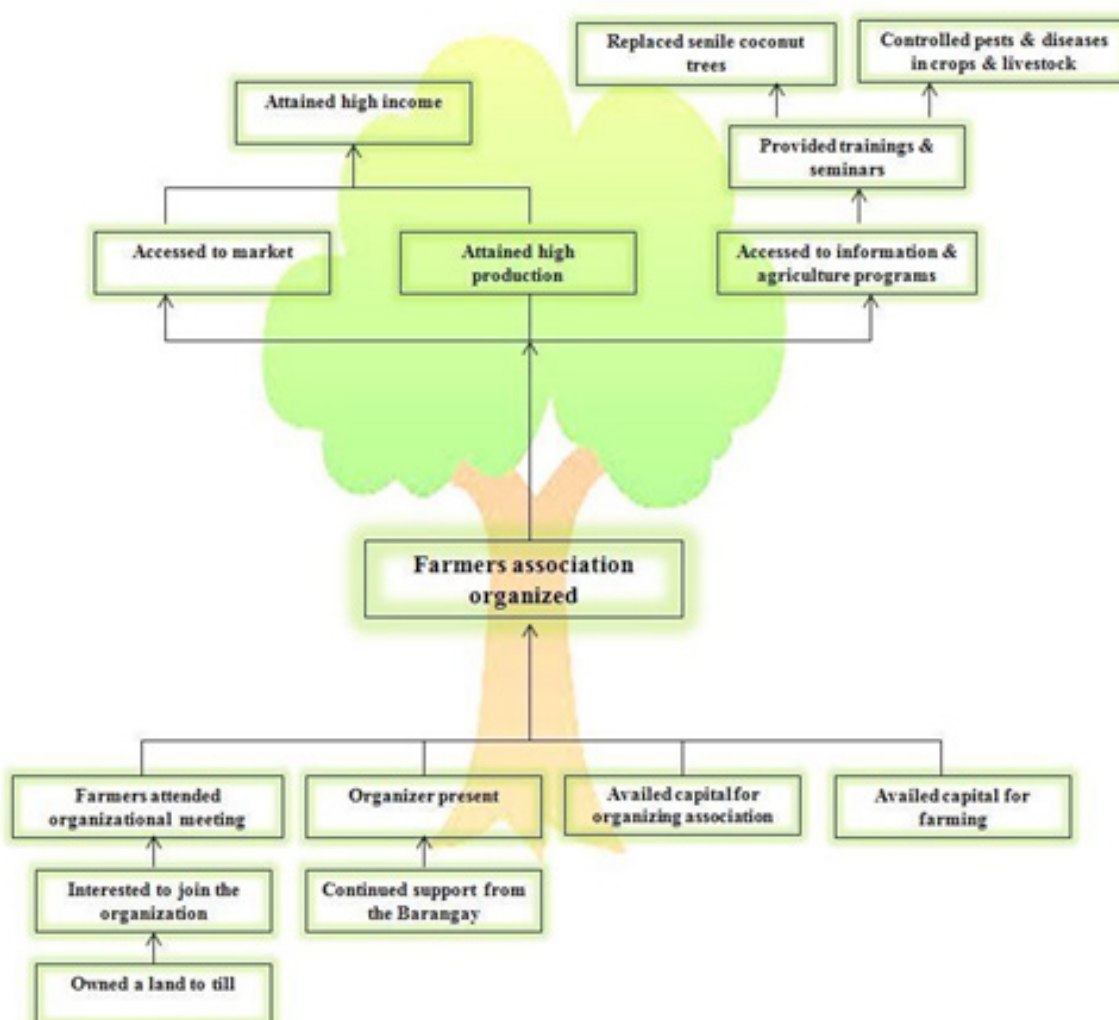 Replaced senile coconut
trees
Controlled pests & diseases
in crops & livestock
Attained high income
Provided trainings &
seminars
Accessed to market
Attained high
production
Accessed to information &
agriculture programs
Farmers association
organized
Farmers attended
organizational meeting
Organizer present
Availed capital for
organizing association
Availed capital for
farming
Interested to join the
organization
Continued support from
the Barangay
Owned a land to till